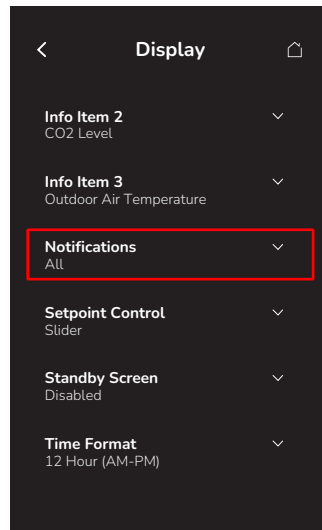 Display
Info Item 2
CO2 Level
Info Item 3
Outdoor Air Temperature
Notifications
All
Setpoint Control
Slider
Standby Screen
Disabled
Time Format
12 Hour (AM-PM)